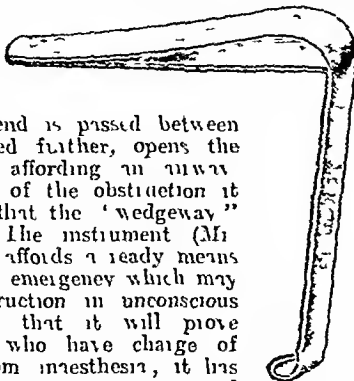 end is passed between
ed further, opens the
affording an airway
of the obstruction it
that the 'wedgeway"
The instrument (Mr
affords a ready means
emergency which may
ruction in unconscious
that it will prove
who have charge of
om anaesthesia, it has